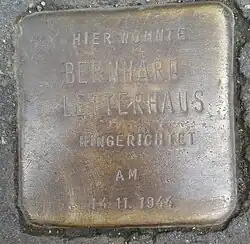 HIER WOHNTE
BERNHARD
LETTERHAUS
HINGERICHTET
AM
14.11.1944